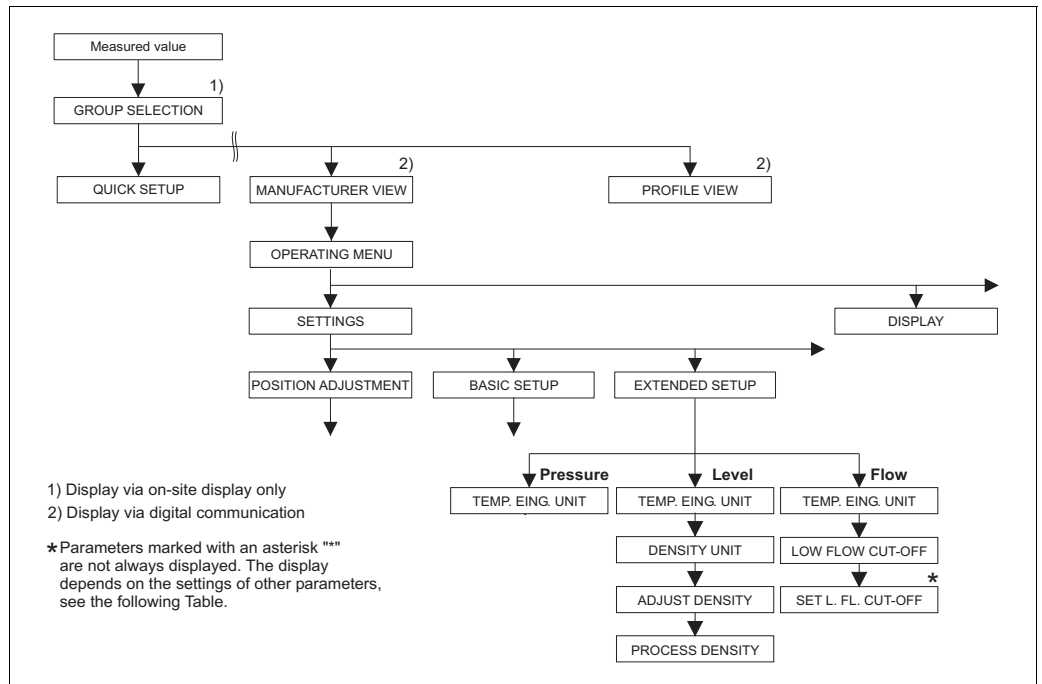 Measured value
1)
GROUP SELECTION
2)
2)
QUICK SETUP
MANUFACTURER VIEW
PROFILE VIEW
OPERATING MENU
SETTINGS
DISPLAY
POSITION ADJUSTMENT
BASIC SETUP
EXTENDED SETUP
Pressure
Level
Flow
TEMP. EING. UNIT
TEMP. EING. UNIT
TEMP. EING. UNIT
DENSITY UNIT
LOW FLOW CUT-OFF
*
ADJUST DENSITY
SET L. FL. CUT-OFF
PROCESS DENSITY
1) Display via on-site display only
2) Display via digital communication
* Parameters marked with an asterisk "*"
are not always displayed. The display
depends on the settings of other parameters,
see the following Table.